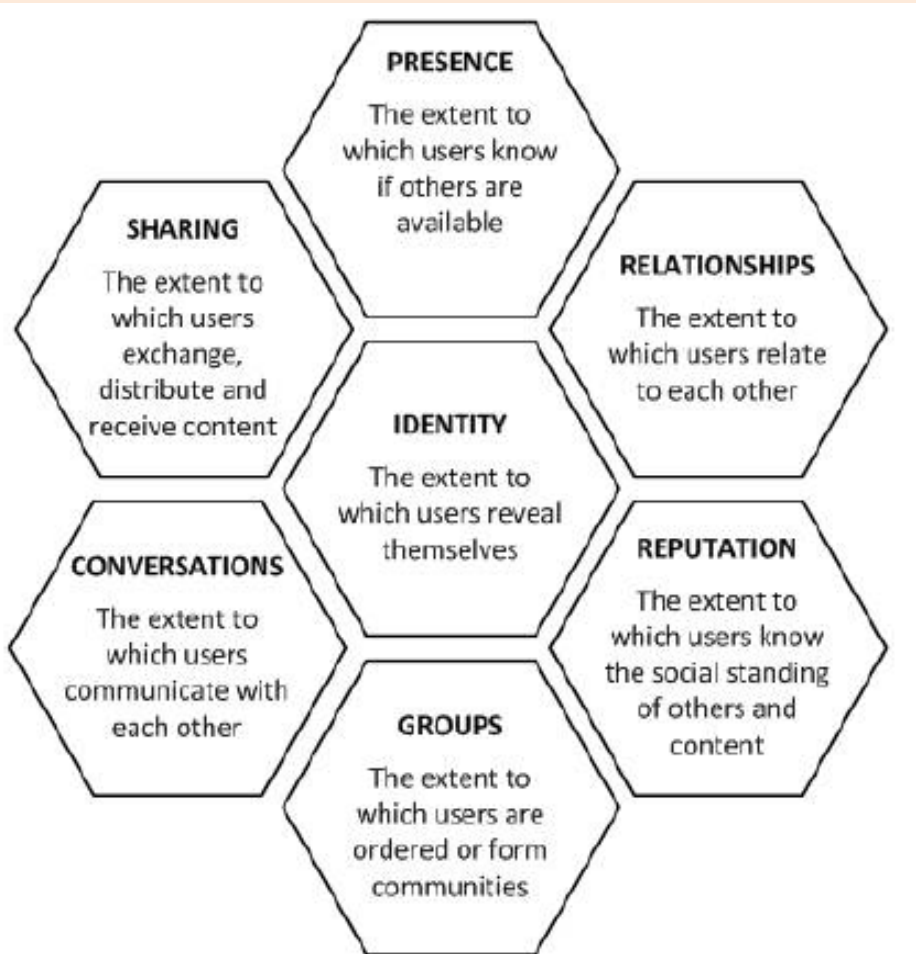 PRESENCE
The extent to
which users know
if others are
available
SHARING
The extent to
which users
exchange,
distribute and
receive content
RELATIONSHIPS
The extent to
which users relate
to each other
IDENTITY
The extent to
which users reveal
themselves
CONVERSATIONS
The extent to
which users
communicate with
each other
REPUTATION
The extent to
which users know
the social standing
of others and
content
GROUPS
The extent to
which users are
ordered or form
communities